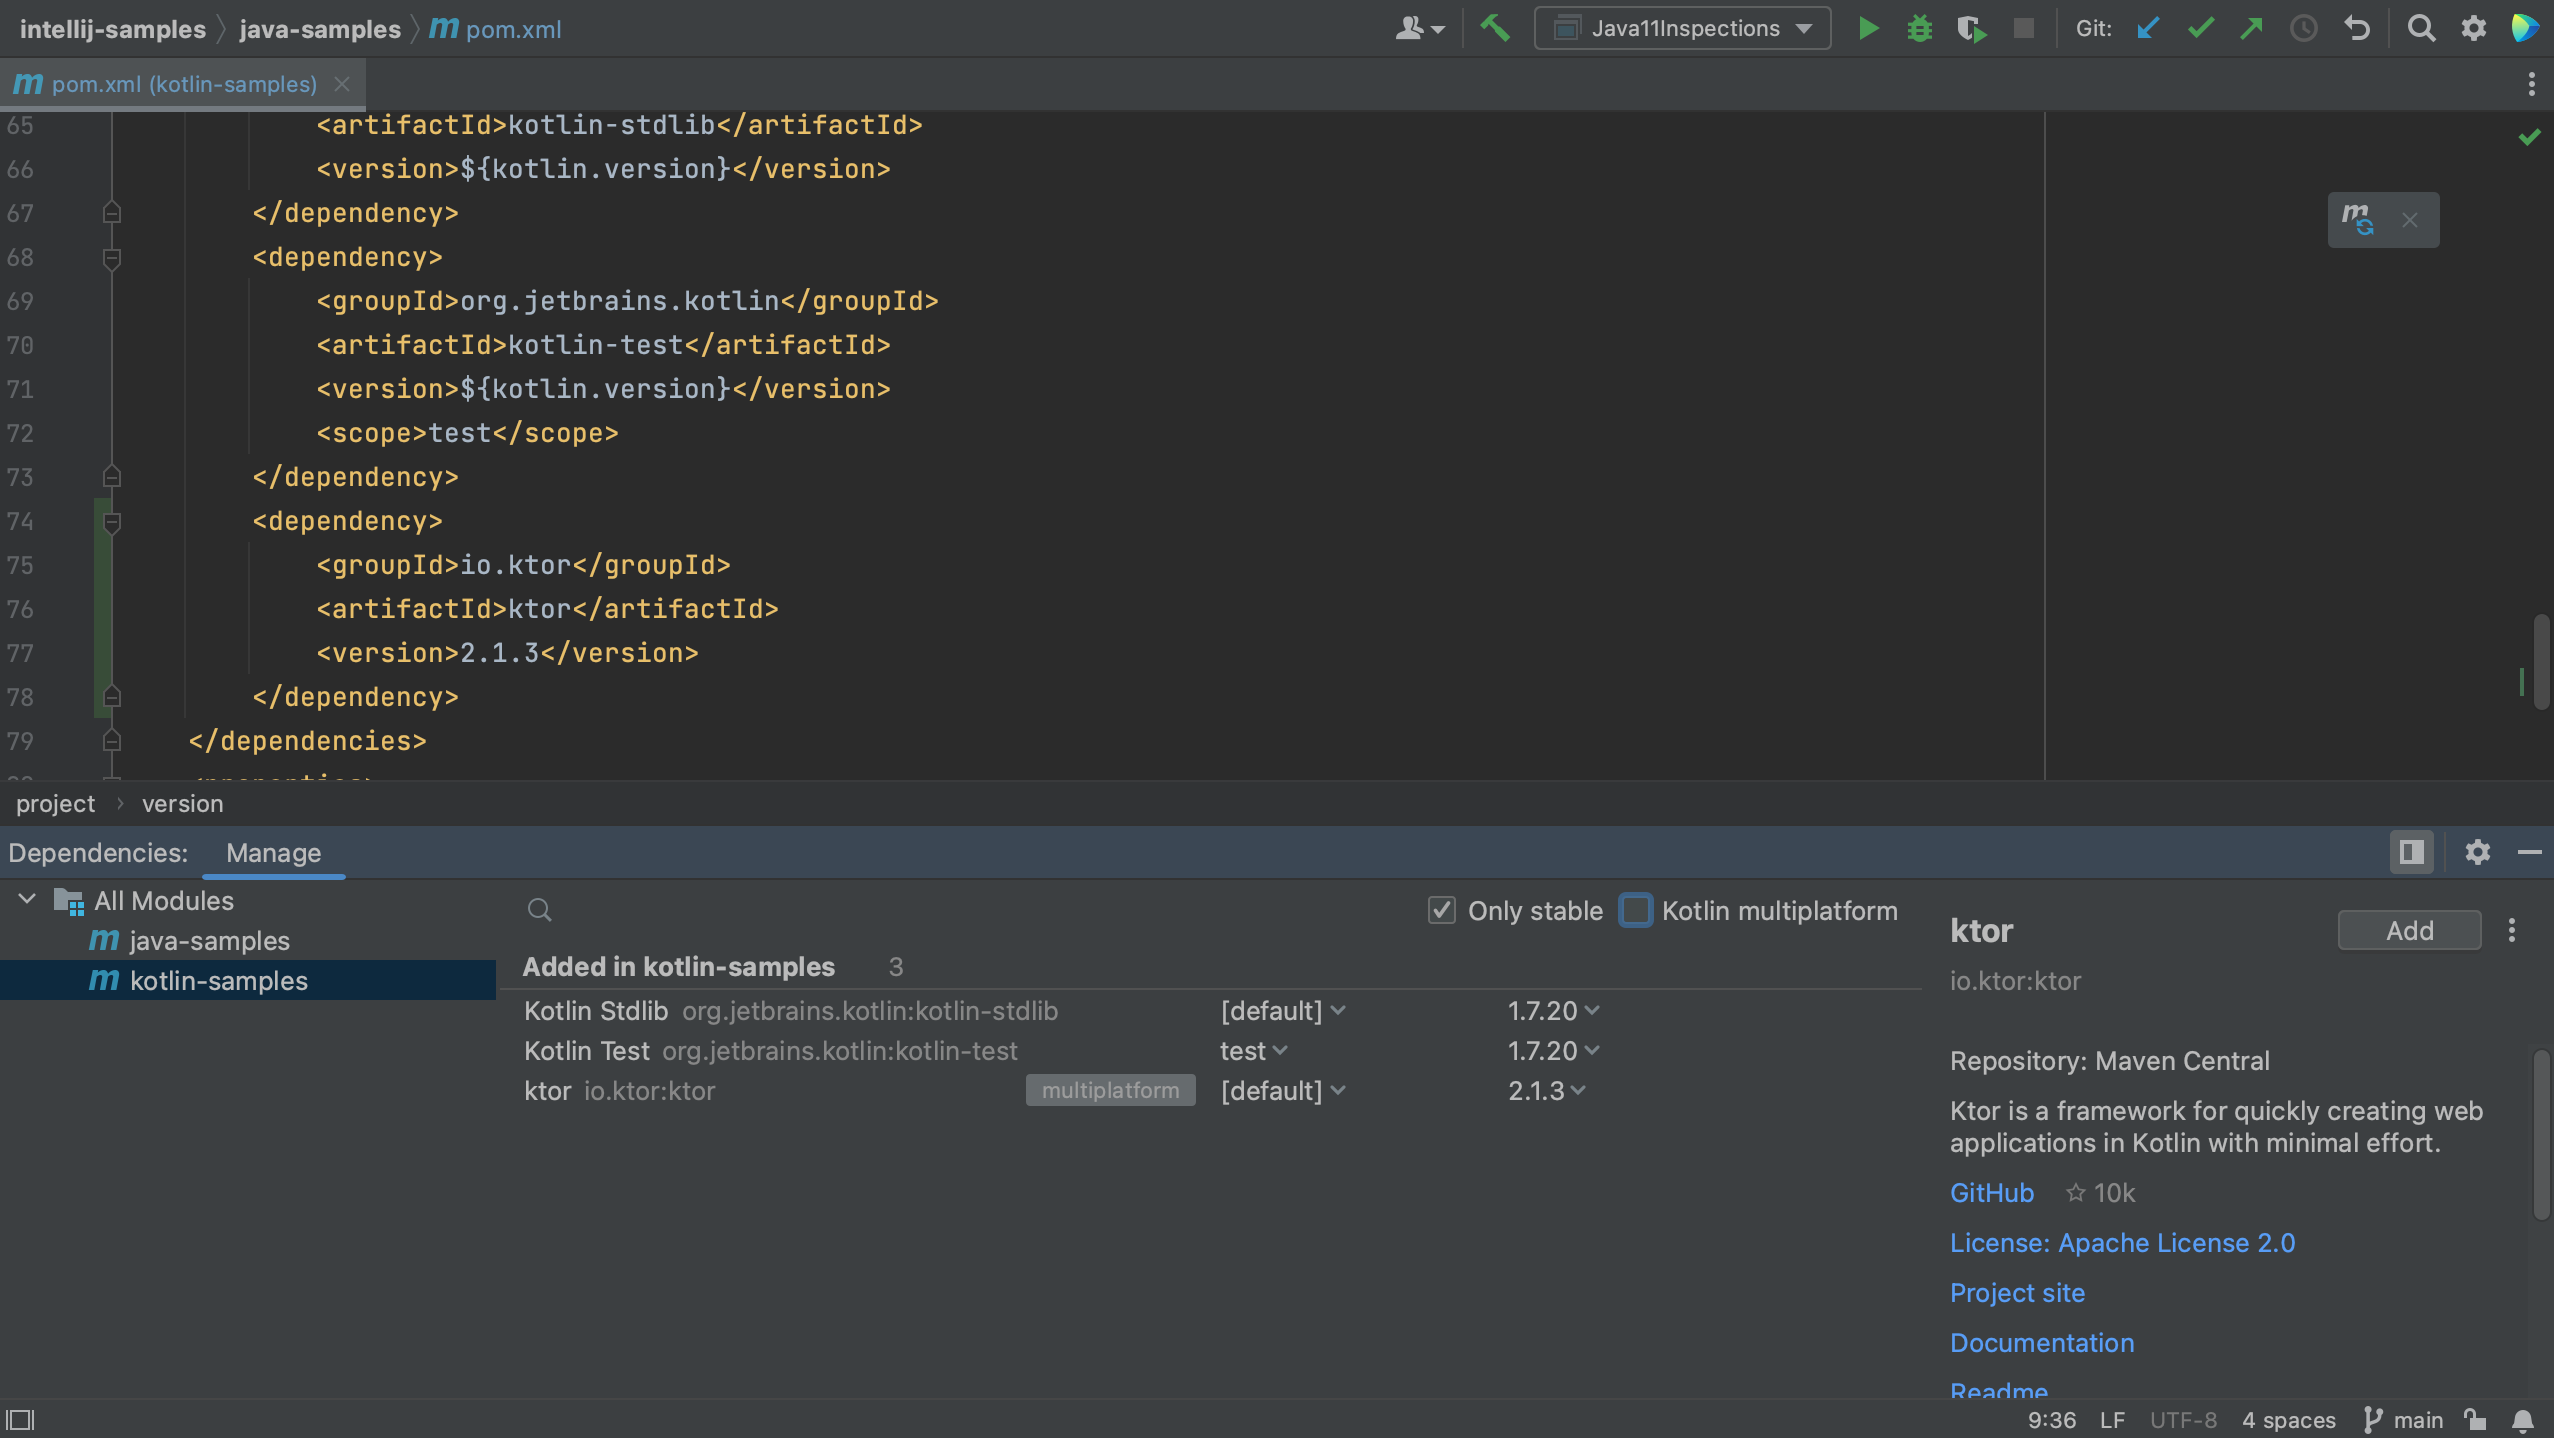 intellij-samples java-samples m pom.xml
Java11Inspections
Git:
m pom.xml (kotlin-samples)
65 <artifactId>kotlin-stdlib</artifactId>
66 <version>${kotlin.version}</version>
67 </dependency>
68 <dependency>
69 <groupId>org.jetbrains.kotlin</groupId>
70 <artifactId>kotlin-test</artifactId>
71 <version>${kotlin.version}</version>
72 <scope>test</scope>
73 </dependency>
74 <dependency>
75 <groupId>io.ktor</groupId>
76 <artifactId>ktor</artifactId>
77 <version>2.1.3</version>
78 </dependency>
79 </dependencies>
project › version
Dependencies: Manage
All Modules
m java-samples
m kotlin-samples
Only stable Kotlin multiplatform
Added in kotlin-samples 3
Kotlin Stdlib org.jetbrains.kotlin:kotlin-stdlib [default] 1.7.20
Kotlin Test org.jetbrains.kotlin:kotlin-test test 1.7.20
ktor io.ktor:ktor multiplatform [default] 2.1.3
ktor
Add
io.ktor:ktor
Repository: Maven Central
Ktor is a framework for quickly creating web
applications in Kotlin with minimal effort.
GitHub 10k
License: Apache License 2.0
Project site
Documentation
Readme
9:36 LF UTF-8 4 spaces main